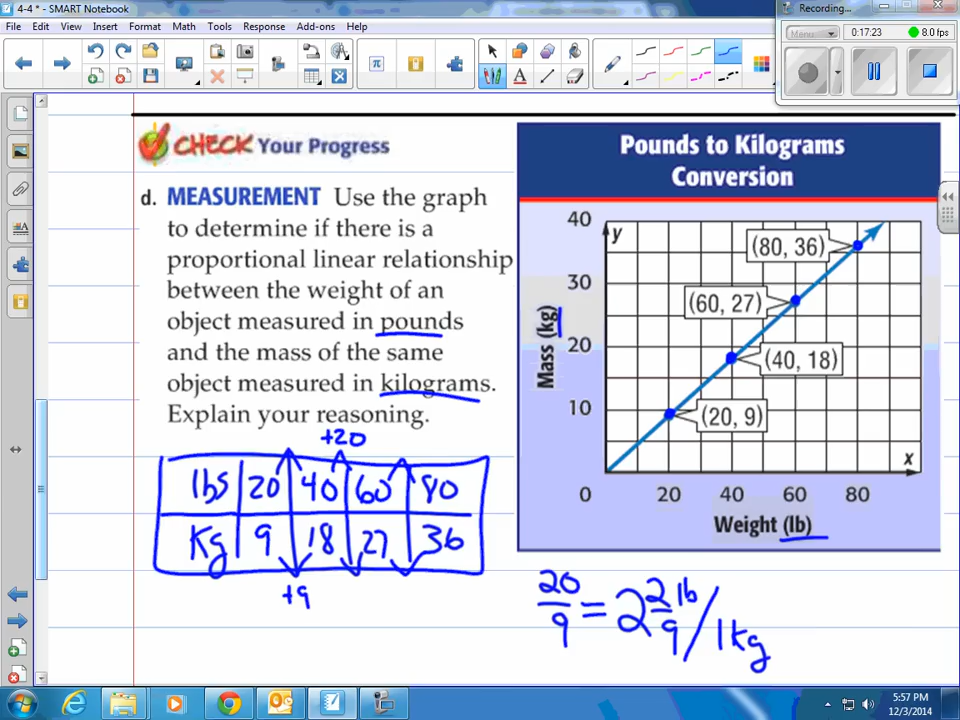 4-4 * - SMART Notebook
Recording...
File Edit View Insert Format Math Tools Response Add-ons Help
Menu 0:17:23 8.0 fps
CHECK Your Progress
d. MEASUREMENT Use the graph
to determine if there is a
proportional linear relationship
between the weight of an
object measured in pounds
and the mass of the same
object measured in kilograms.
Explain your reasoning.
+20
lbs 20 40 60 80
Kg 9 18 27 36
+9
Pounds to Kilograms
Conversion
40
30
20
10
0
y
x
Mass (kg)
(80, 36)
(60, 27)
(40, 18)
(20, 9)
20 40 60 80
Weight (lb)
20/9 = 2 2/9 lb/1kg
5:57 PM
12/3/2014